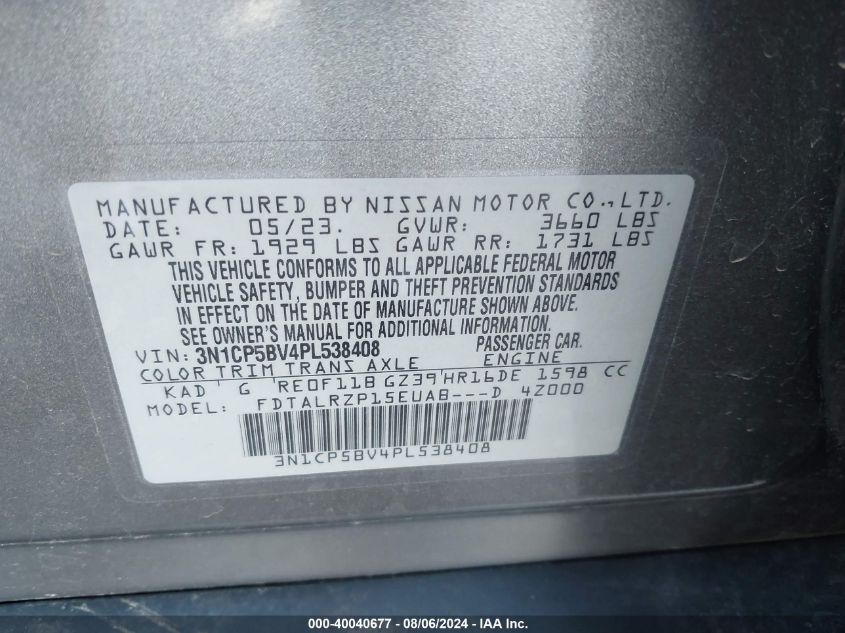 MANUFACTURED BY NISSAN MOTOR CO.,LTD.
DATE: 05/23. GVWR: 3660 LBS
GAWR FR: 1929 LBS GAWR RR: 1731 LBS
THIS VEHICLE CONFORMS TO ALL APPLICABLE FEDERAL MOTOR
VEHICLE SAFETY, BUMPER AND THEFT PREVENTION STANDARDS
IN EFFECT ON THE DATE OF MANUFACTURE SHOWN ABOVE.
SEE OWNER'S MANUAL FOR ADDITIONAL INFORMATION.
VIN: 3N1CP5BV4PL538408 PASSENGER CAR.
COLOR TRIM TRANS AXLE ENGINE
KAD G RE0F11B GZ39 HR16DE 1598 CC
MODEL: FDTALRZP15EUAB---D 4Z000
3N1CP5BV4PL538408
000-40040677 - 08/06/2024 - IAA Inc.